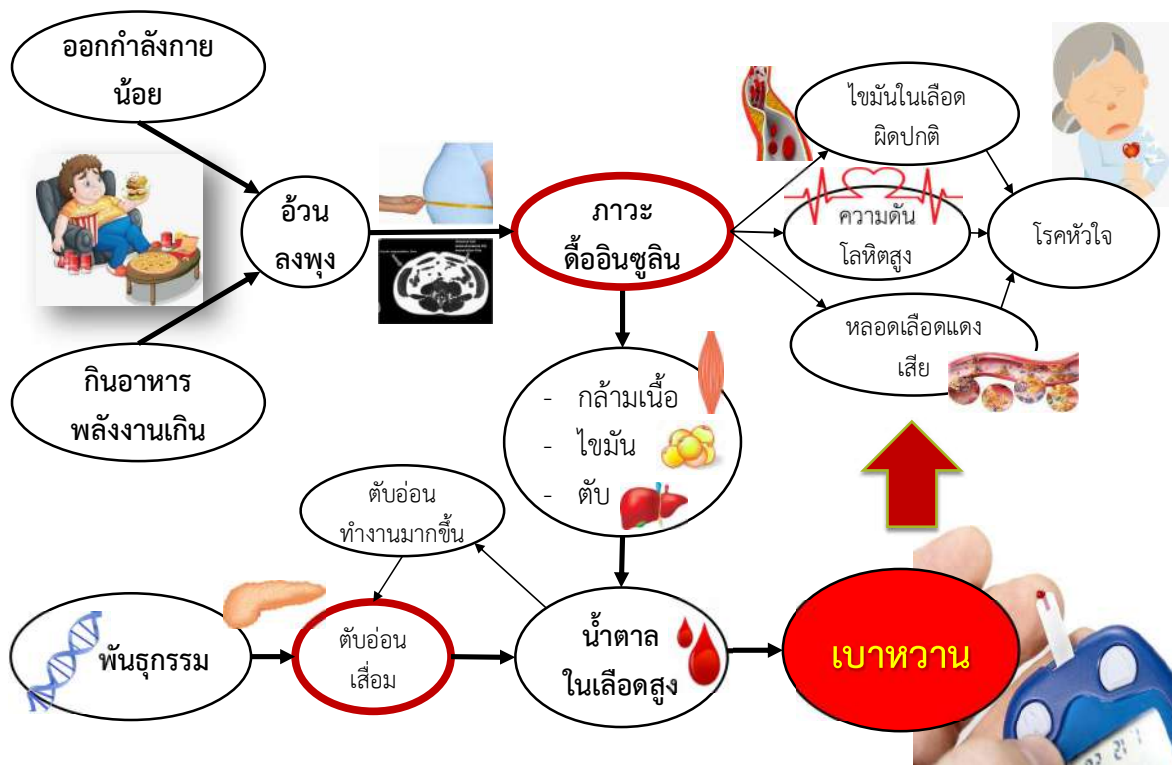 ออกกำลังกาย
น้อย
อ้วน
ลงพุง
กินอาหาร
พลังงานเกิน
ภาวะ
ดื้ออินซูลิน
ไขมันในเลือด
ผิดปกติ
ความดัน
โลหิตสูง
หลอดเลือดแดง
เสีย
โรคหัวใจ
- กล้ามเนื้อ
- ไขมัน
- ตับ
ตับอ่อน
ทำงานมากขึ้น
พันธุกรรม
ตับอ่อน
เสื่อม
น้ำตาล
ในเลือดสูง
เบาหวาน